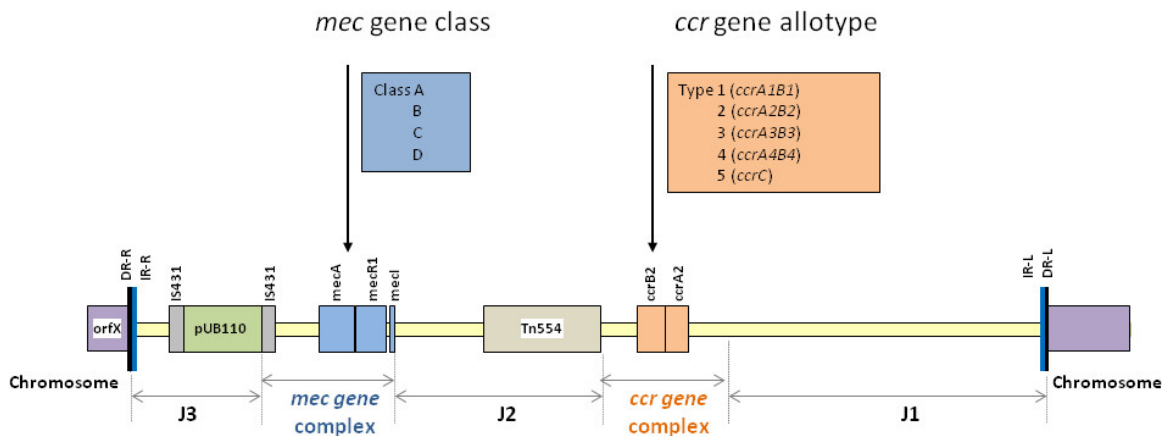 mec gene class
ccr gene allotype
Class A
B
C
D
Type 1 (ccrA1B1)
2 (ccrA2B2)
3 (ccrA3B3)
4 (ccrA4B4)
5 (ccrC)
DR-R
IR-R
IS431
IS431
mecA
mecR1
mecI
ccrB2
ccrA2
IR-L
DR-L
orfX
pUB110
Tn554
Chromosome
Chromosome
J3
mec gene
complex
J2
ccr gene
complex
J1